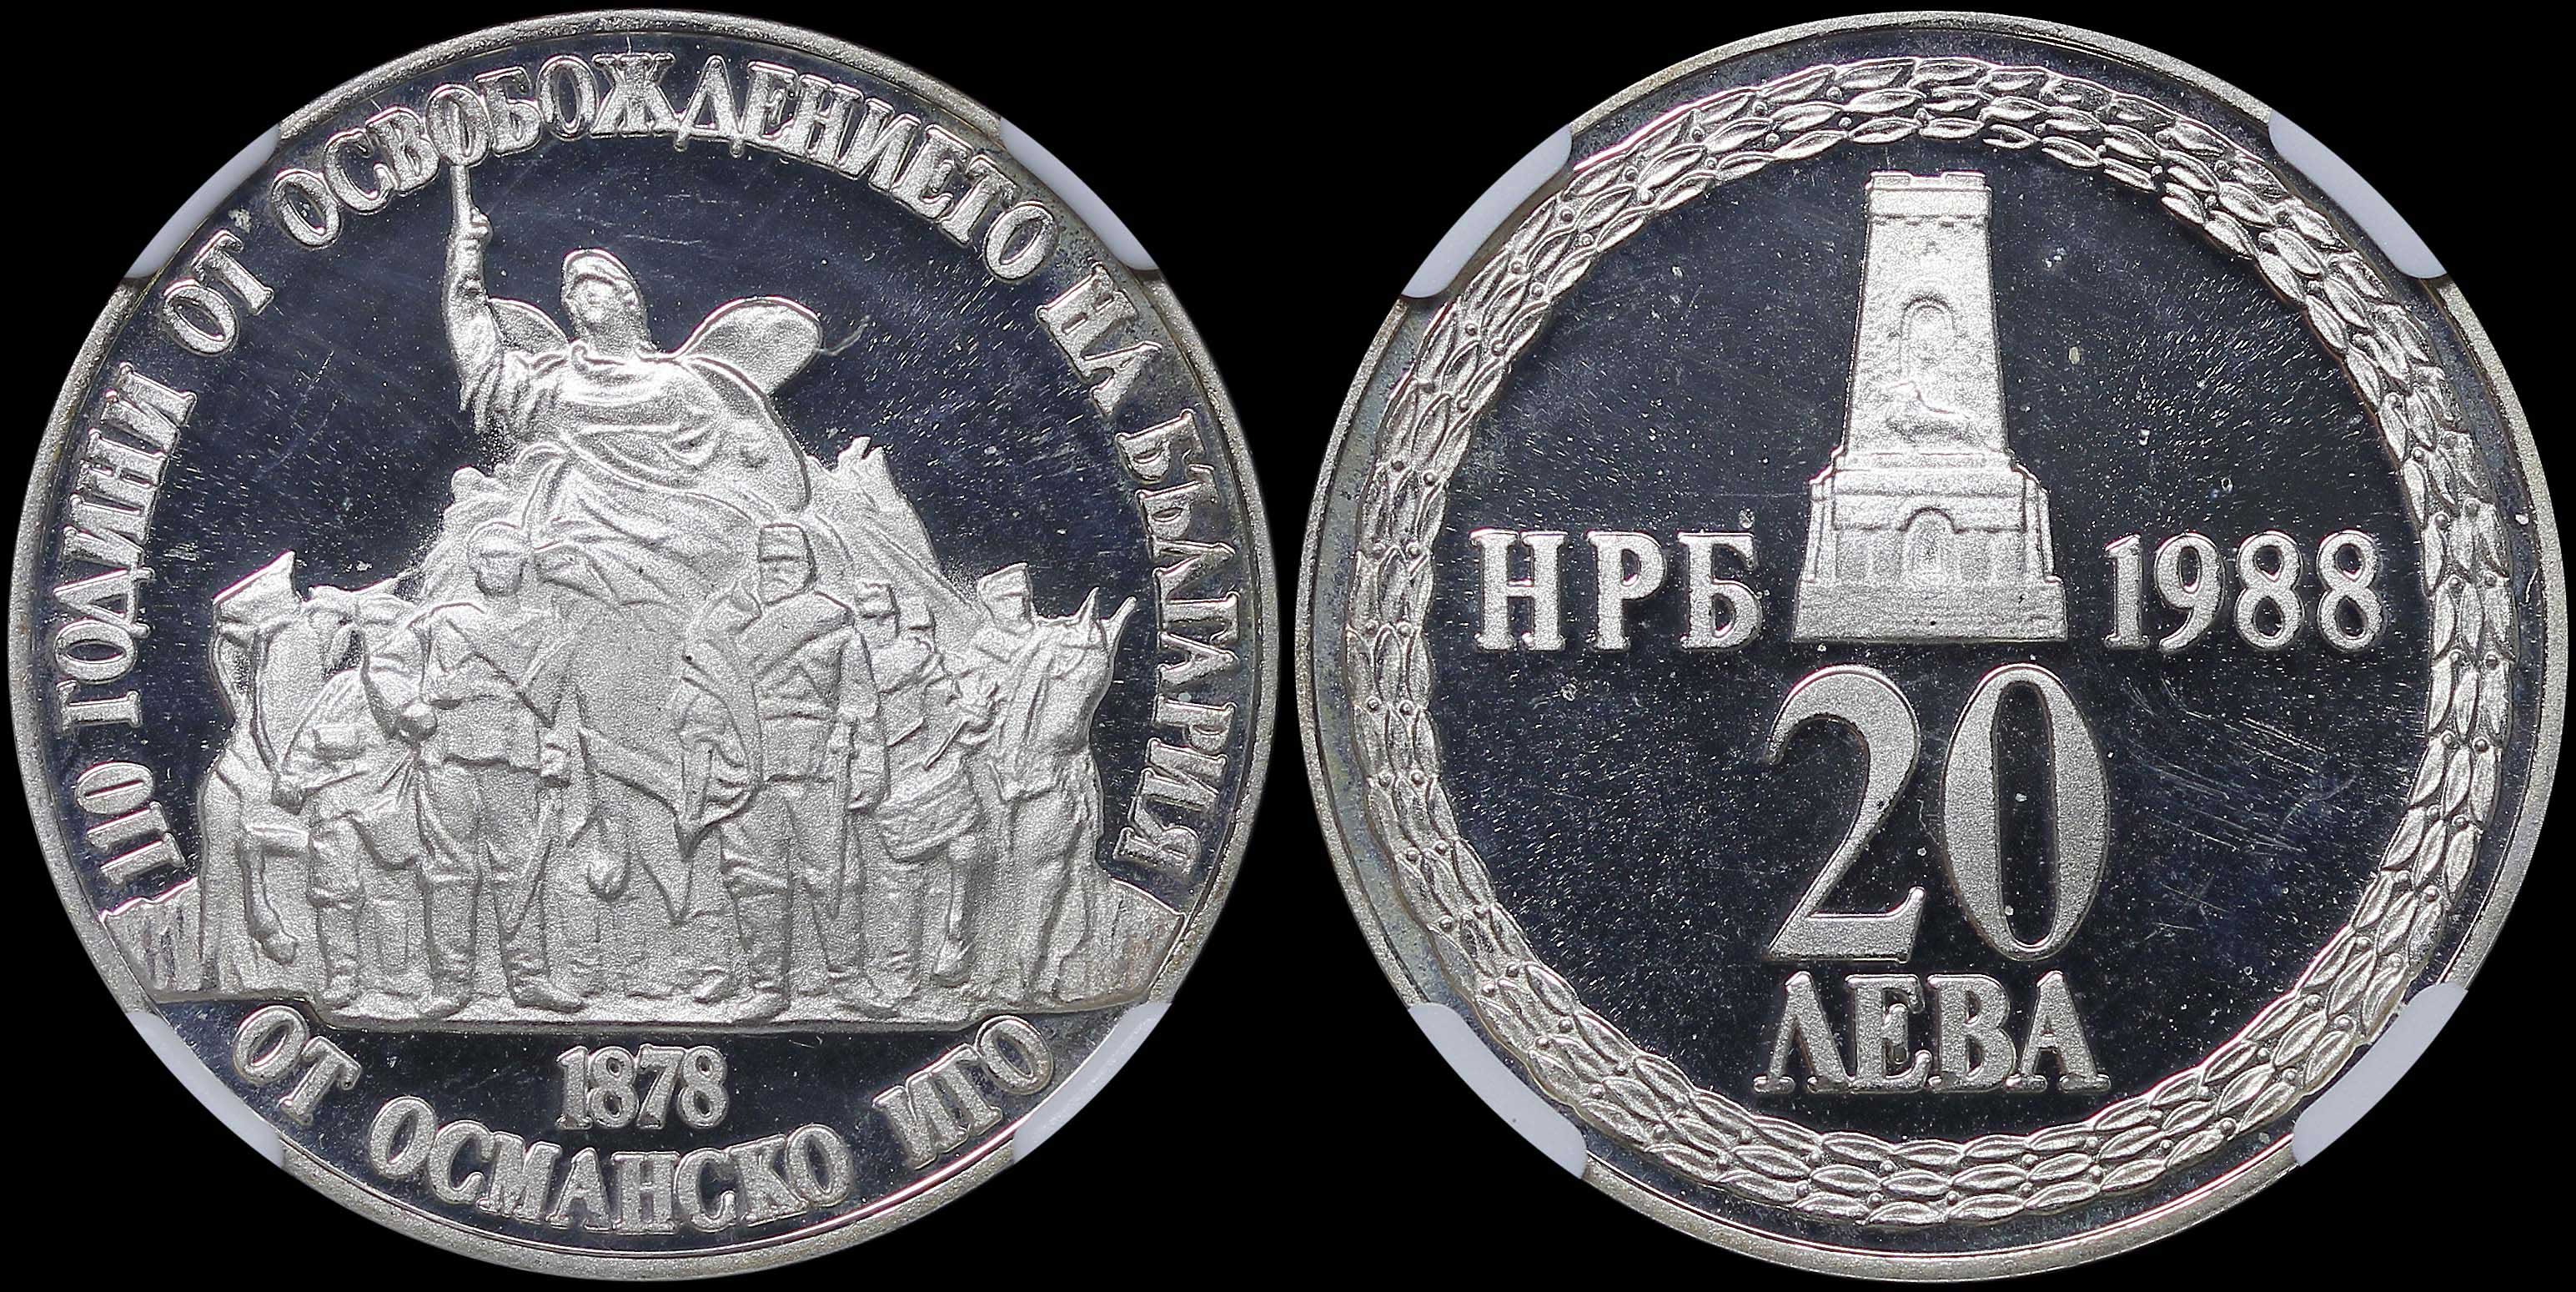 110 ГОДИНИ ОТ ОСВОБОЖДЕНИЕТО НА БЪЛГАРИЯ
1878
ОТ ОСМАНСКО ИГО
НРБ 1988
20
ЛЕВА